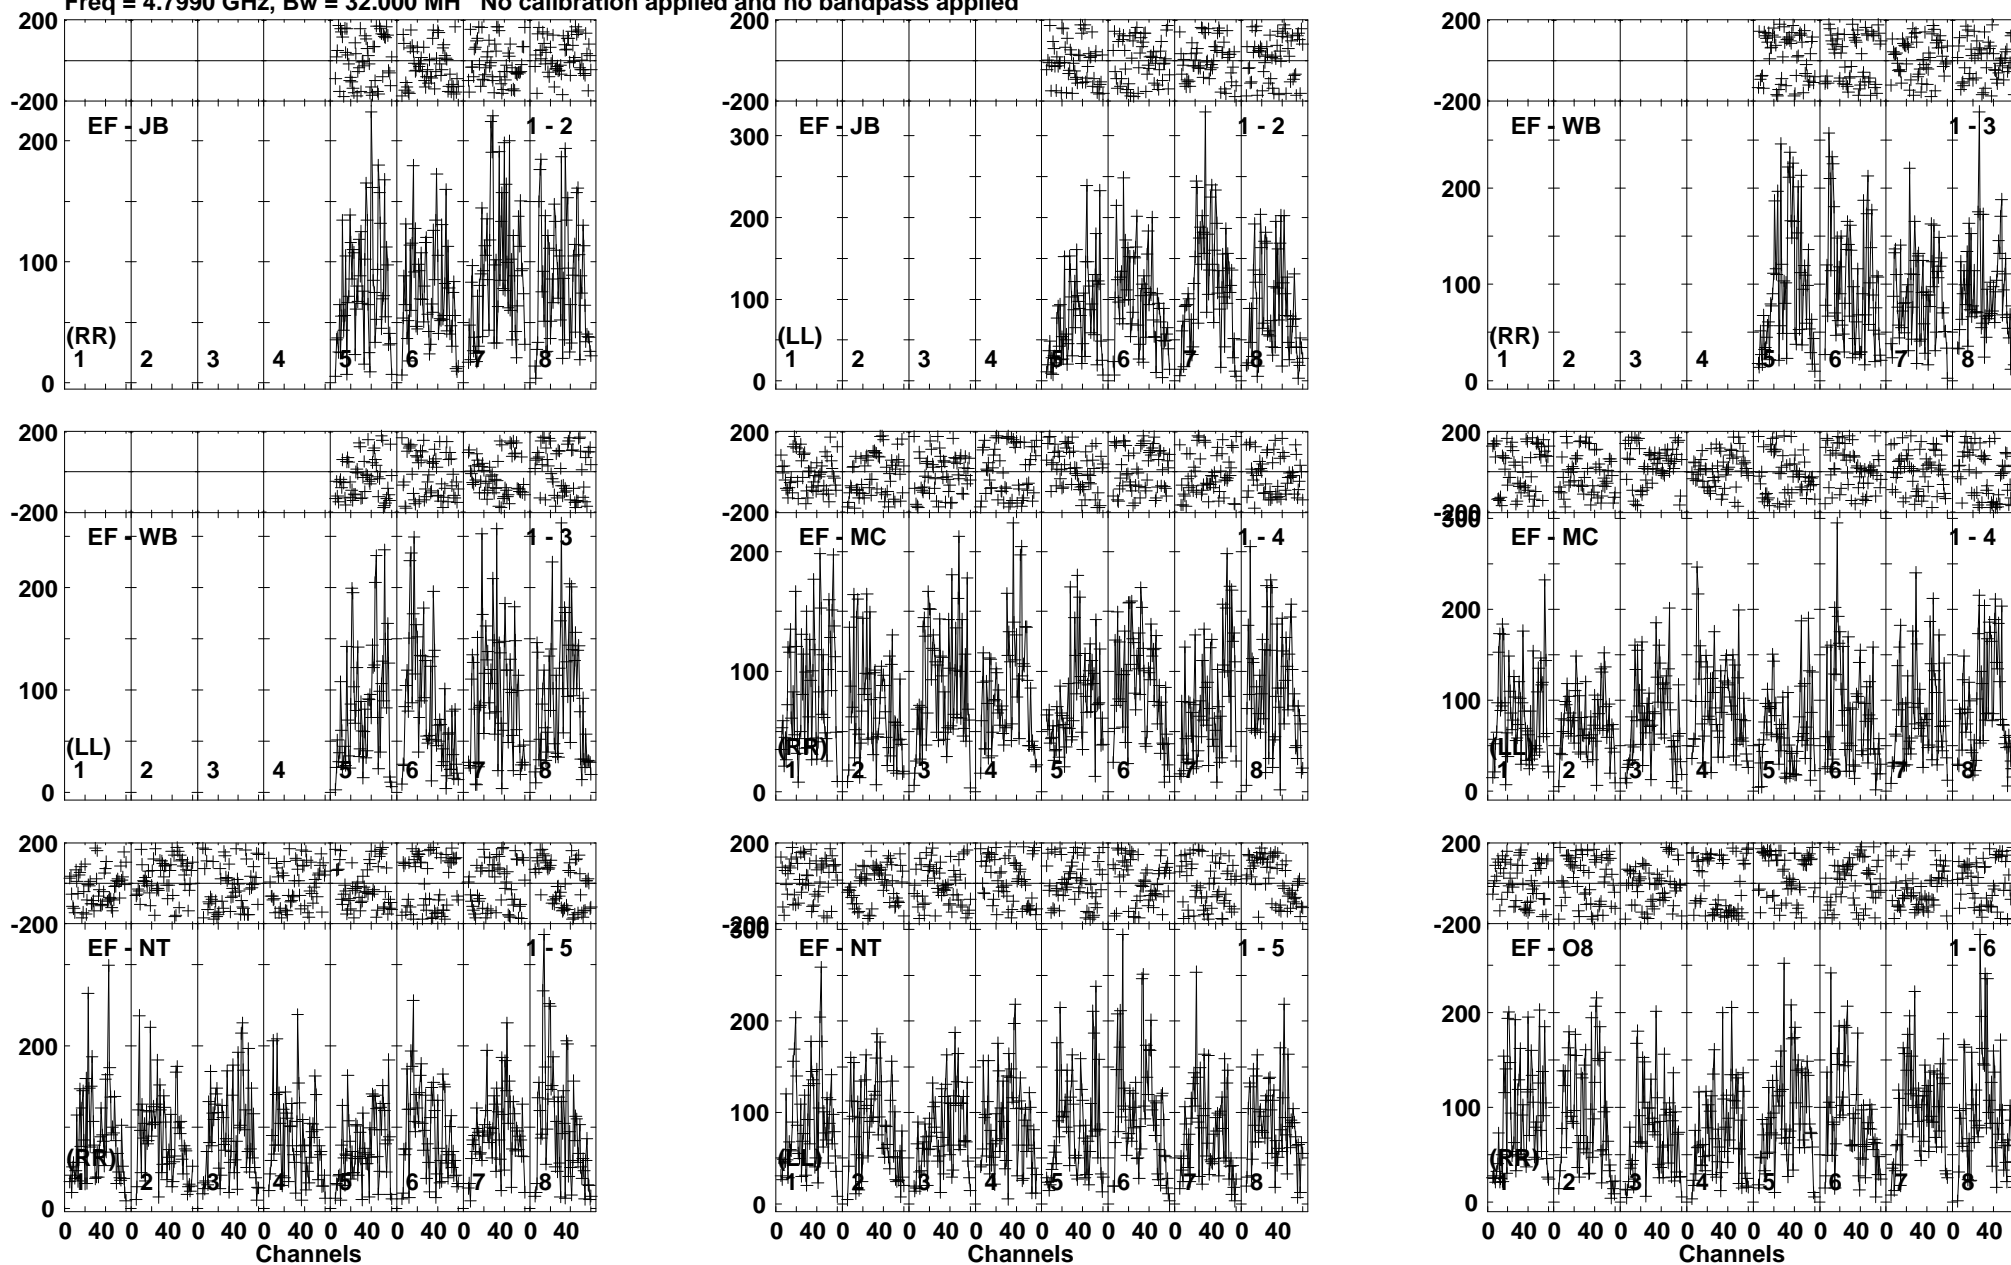 Freq = 4.7990 GHz, Bw = 32.000 MH No calibration applied and no bandpass applied
200 200 200
-200 -200 -200
EF - JB 1 - 2 EF - JB 1 - 2 EF - WB 1 - 3
200 300 200
100 200 100
0 100 0
0
(RR) (LL) (RR)
1 2 3 4 5 6 7 8 1 2 3 4 5 6 7 8 1 2 3 4 5 6 7 8
200 200 200
-200 -200 -200
300
EF - WB 1 - 3 EF - MC 1 - 4 EF - MC 1 - 4
200 200 200
100 100 100
(LL) (RR) (LL)
1 2 3 4 5 6 7 8 1 2 3 4 5 6 7 8 1 2 3 4 5 6 7 8
0 0 0
200 200 200
-200 -200 -200
300
EF - NT 1 - 5 EF - NT 1 - 5 EF - O8 1 - 6
200 200 200
100 100
(RR) (LL) (RR)
1 2 3 4 5 6 7 8 1 2 3 4 5 6 7 8 1 2 3 4 5 6 7 8
0 0 0
0 40 0 40 0 40 0 40 0 40 0 40 0 40 0 40 0 40 0 40 0 40 0 40 0 40 0 40 0 40 0 40 0 40 0 40 0 40 0 40 0 40 0 40 0 40 0 40
Channels Channels Channels